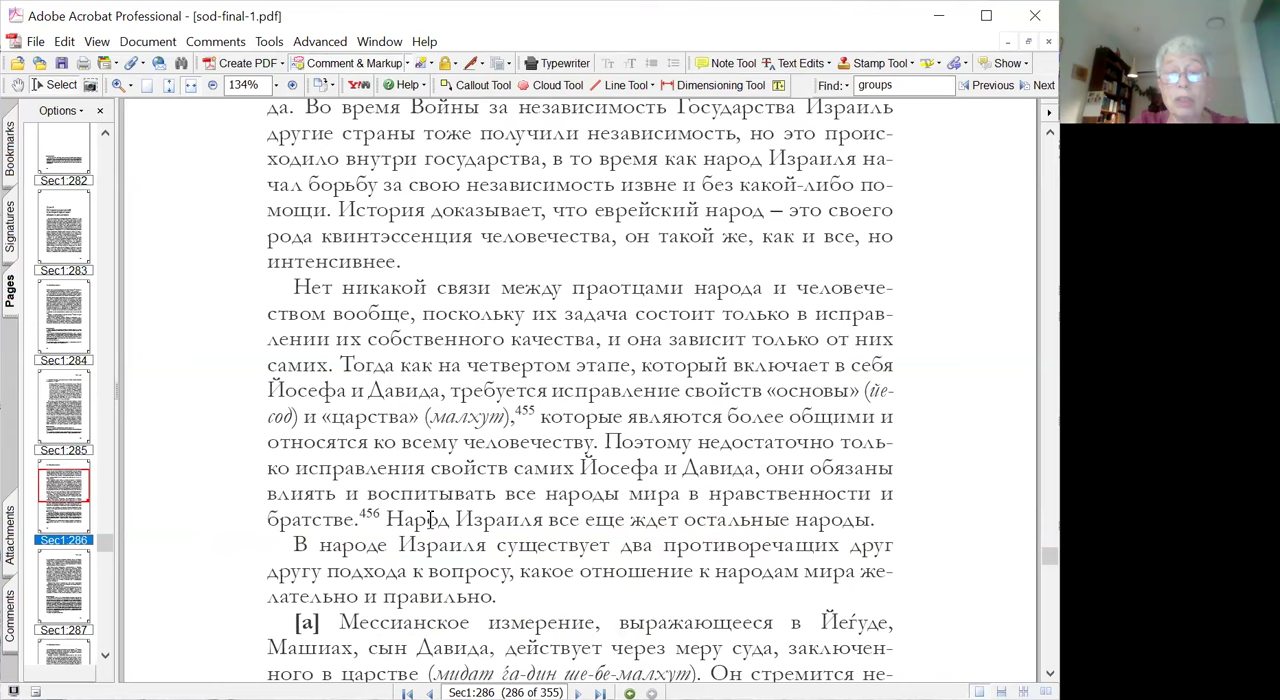 Adobe Acrobat Professional - [sod-final-1.pdf]
File Edit View Document Comments Tools Advanced Window Help
Create PDF Comment & Markup Typewriter Note Tool Text Edits Stamp Tool Show
Select 134% Help Callout Tool Cloud Tool Line Tool Dimensioning Tool Find: groups Previous Next
Options
Bookmarks
Signatures
Pages
Attachments
Comments
Sec1:282
Sec1:283
Sec1:284
Sec1:285
Sec1:286
Sec1:287
да. Во время Войны за независимость Государства Израиль
другие страны тоже получили независимость, но это проис-
ходило внутри государства, в то время как народ Израиля на-
чал борьбу за свою независимость извне и без какой-либо по-
мощи. История доказывает, что еврейский народ – это своего
рода квинтэссенция человечества, он такой же, как и все, но
интенсивнее.
Нет никакой связи между праотцами народа и человече-
ством вообще, поскольку их задача состоит только в исправ-
лении их собственного качества, и она зависит только от них
самих. Тогда как на четвертом этапе, который включает в себя
Йосефа и Давида, требуется исправление свойств «основы» (йе-
сод) и «царства» (малхут),455 которые являются более общими и
относятся ко всему человечеству. Поэтому недостаточно толь-
ко исправления свойств самих Йосефа и Давида, они обязаны
влиять и воспитывать все народы мира в нравственности и
братстве.456 Народ Израиля все еще ждет остальные народы.
В народе Израиля существует два противоречащих друг
другу подхода к вопросу, какое отношение к народам мира же-
лательно и правильно.
[а] Мессианское измерение, выражающееся в Йеѓуде,
Машиах, сын Давида, действует через меру суда, заключен-
ного в царстве (мидат ѓа-дин ше-бе-малхут). Он стремится не-
Sec1:286 (286 of 355)